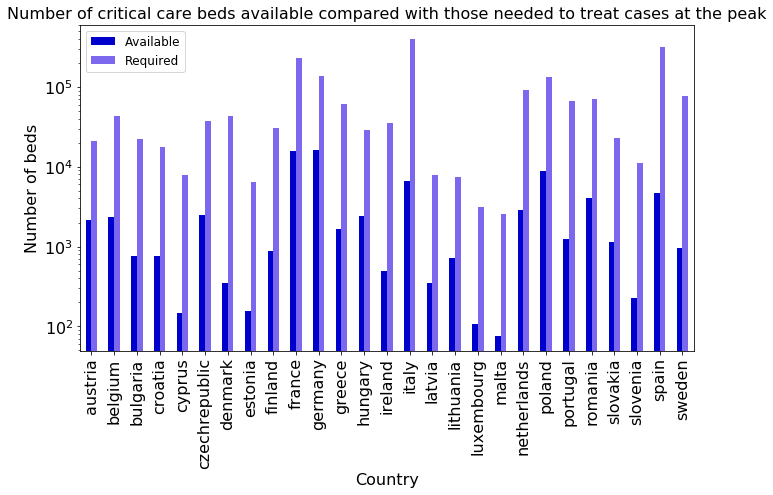 Number of critical care beds available compared with those needed to treat cases at the peak
Available
Required
Number of beds
10^5
10^4
10^3
10^2
austria
belgium
bulgaria
croatia
cyprus
czechrepublic
denmark
estonia
finland
france
germany
greece
hungary
ireland
italy
latvia
lithuania
luxembourg
malta
netherlands
poland
portugal
romania
slovakia
slovenia
spain
sweden
Country